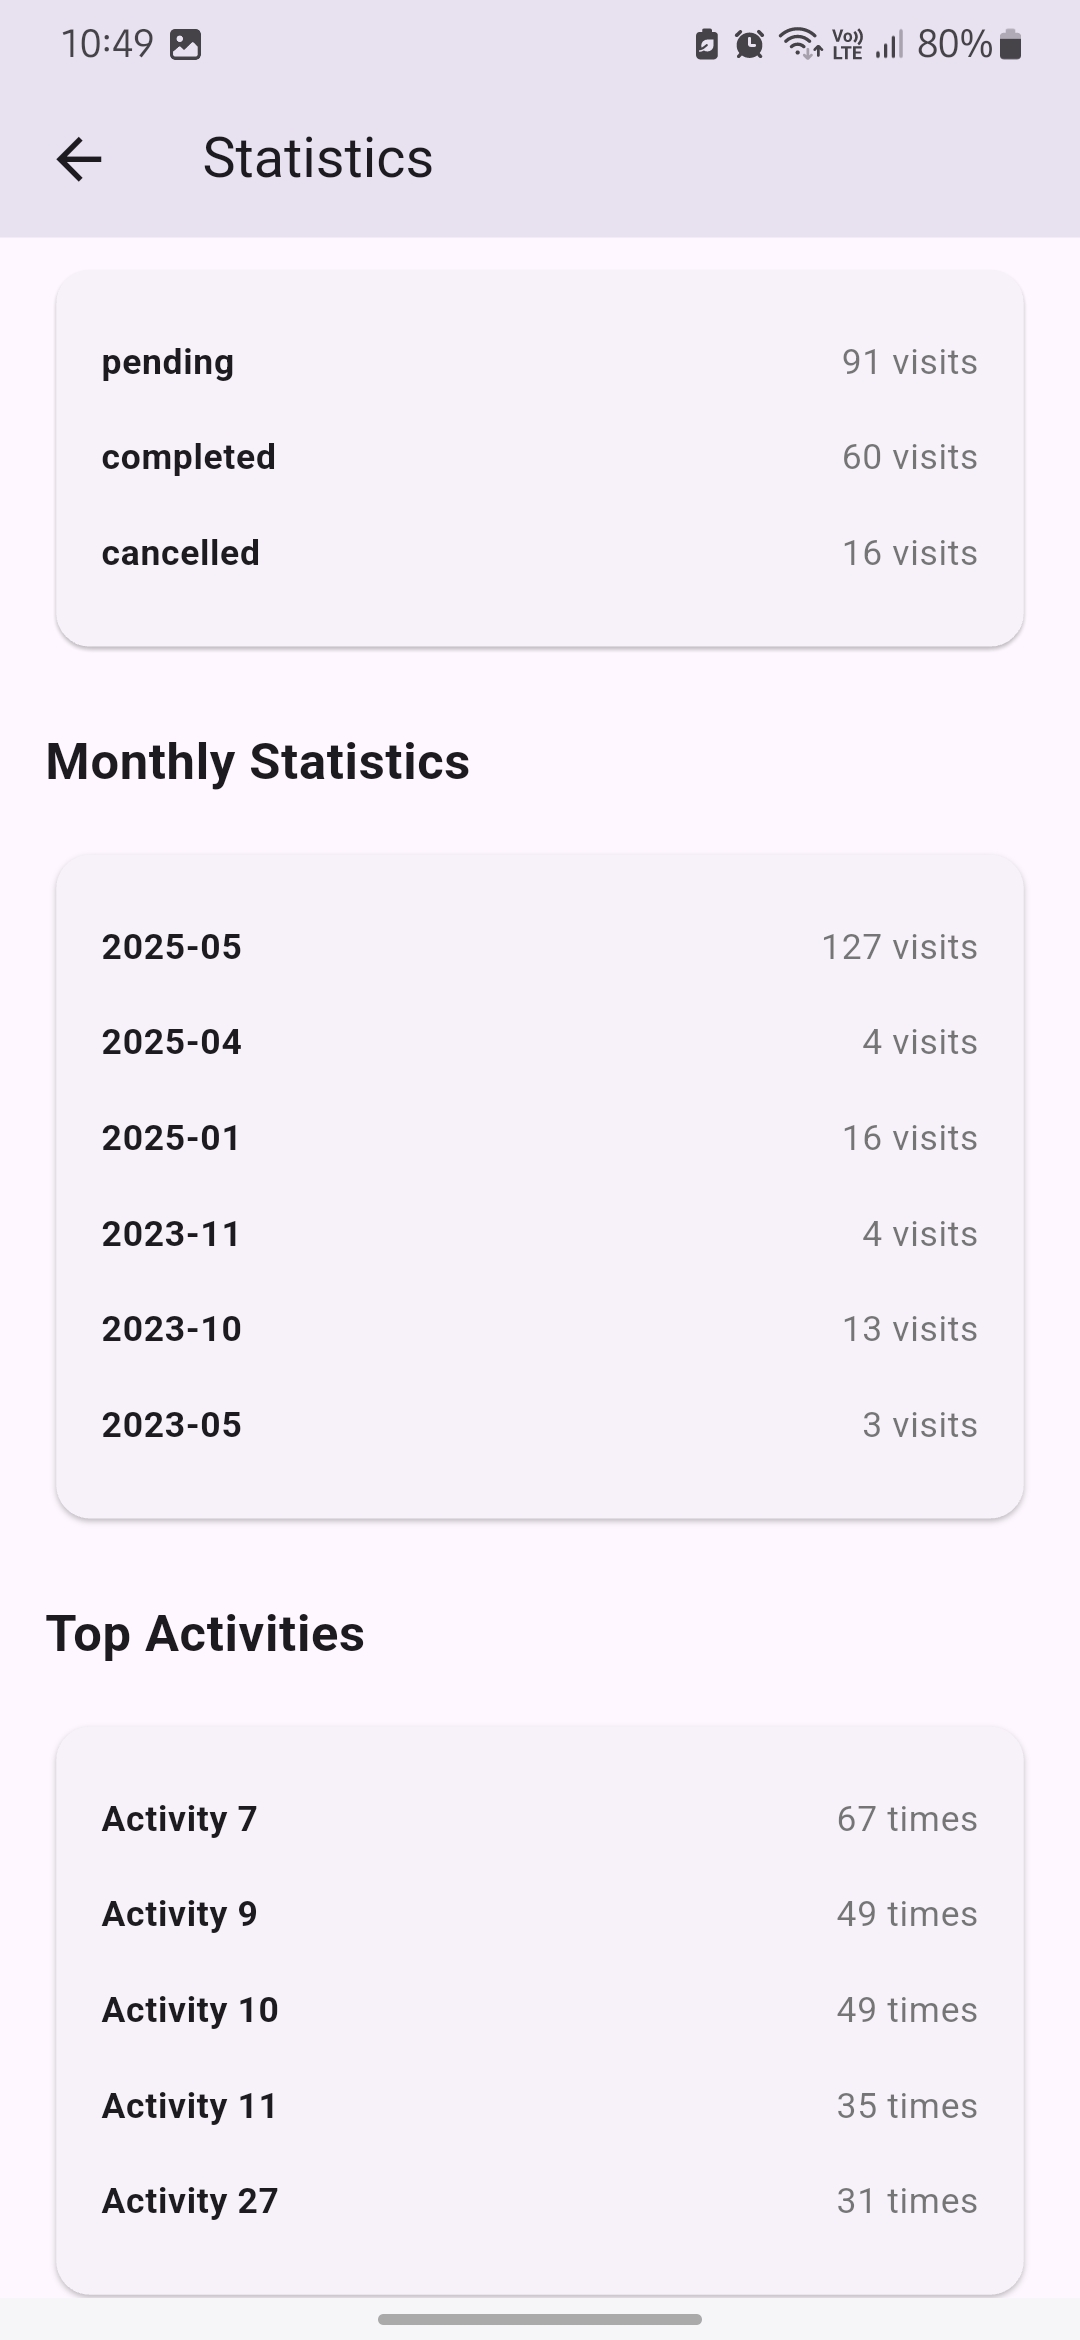 10:49 Vo)) LTE 80%
Statistics
pending 91 visits
completed 60 visits
cancelled 16 visits
Monthly Statistics
2025-05 127 visits
2025-04 4 visits
2025-01 16 visits
2023-11 4 visits
2023-10 13 visits
2023-05 3 visits
Top Activities
Activity 7 67 times
Activity 9 49 times
Activity 10 49 times
Activity 11 35 times
Activity 27 31 times